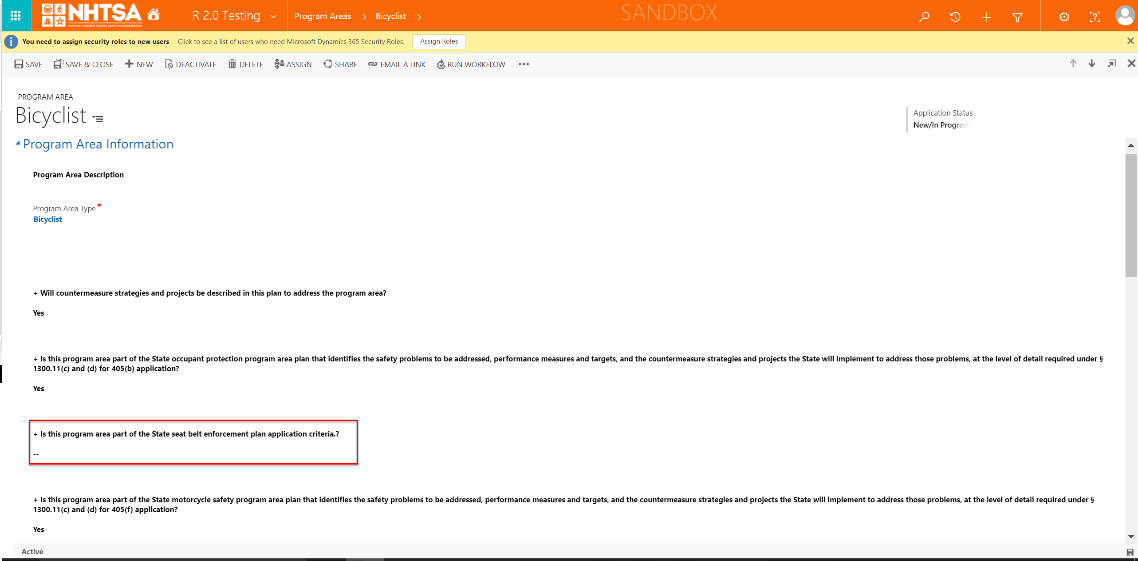 NHTSA
R 2.0 Testing
Program Areas
Bicyclist
SANDBOX
You need to assign security roles to new users Click to see a list of users who need Microsoft Dynamics 365 Security Roles. Assign Roles
SAVE SAVE & CLOSE + NEW DEACTIVATE DELETE ASSIGN SHARE EMAIL A LINK RUN WORKFLOW ...
PROGRAM AREA
Bicyclist
Application Status
New/In Progress
Program Area Information
Program Area Description
Program Area Type *
Bicyclist
+ Will countermeasure strategies and projects be described in this plan to address the program area?
Yes
+ Is this program area part of the State occupant protection program area plan that identifies the safety problems to be addressed, performance measures and targets, and the countermeasure strategies and projects the State will implement to address those problems, at the level of detail required under §
1300.11(c) and (d) for 405(b) application?
Yes
+ Is this program area part of the State seat belt enforcement plan application criteria.?
--
+ Is this program area part of the State motorcycle safety program area plan that identifies the safety problems to be addressed, performance measures and targets, and the countermeasure strategies and projects the State will implement to address those problems, at the level of detail required under §
1300.11(c) and (d) for 405(f) application?
Yes
Active